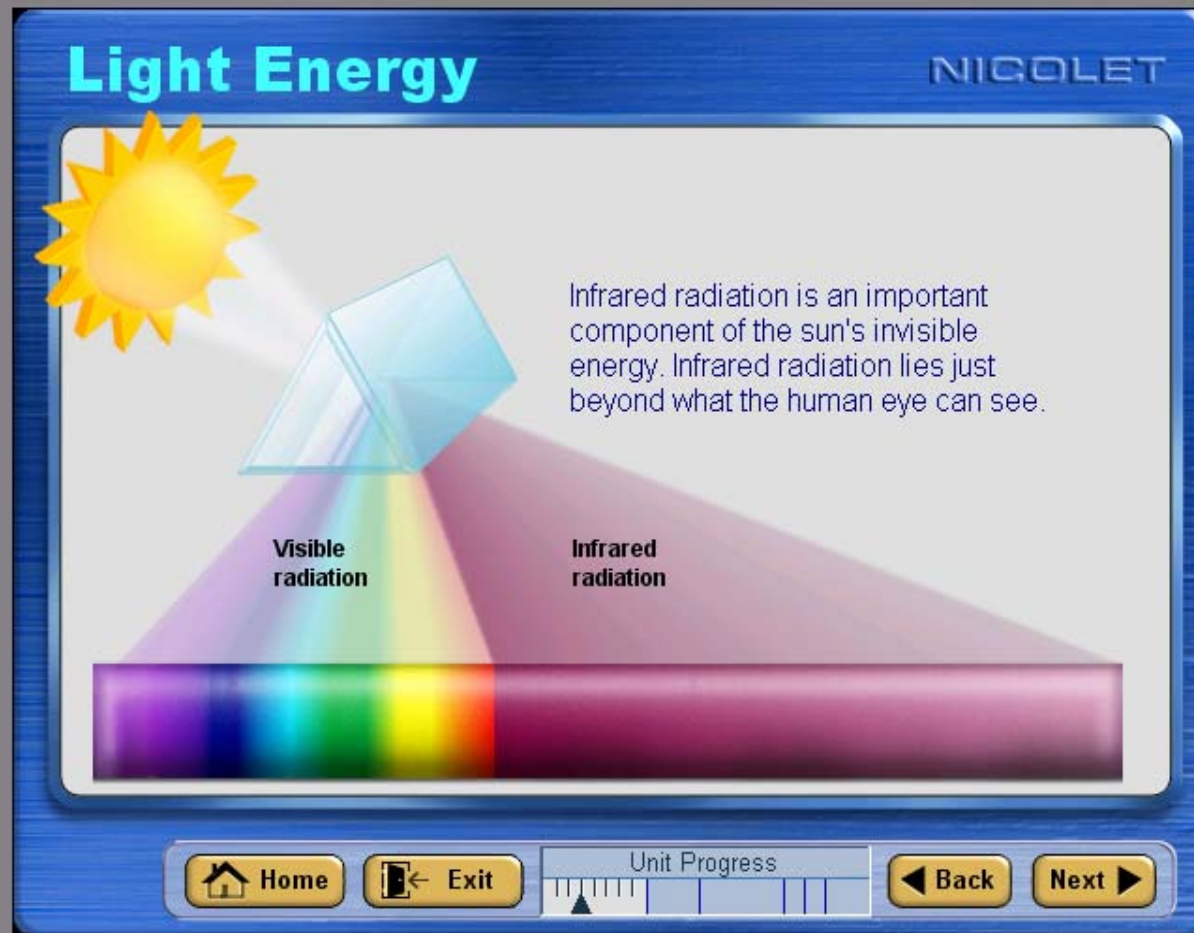 Light Energy
NICOLET
Infrared radiation is an important
component of the sun's invisible
energy. Infrared radiation lies just
beyond what the human eye can see.
Visible
radiation
Infrared
radiation
Home
Exit
Unit Progress
Back
Next